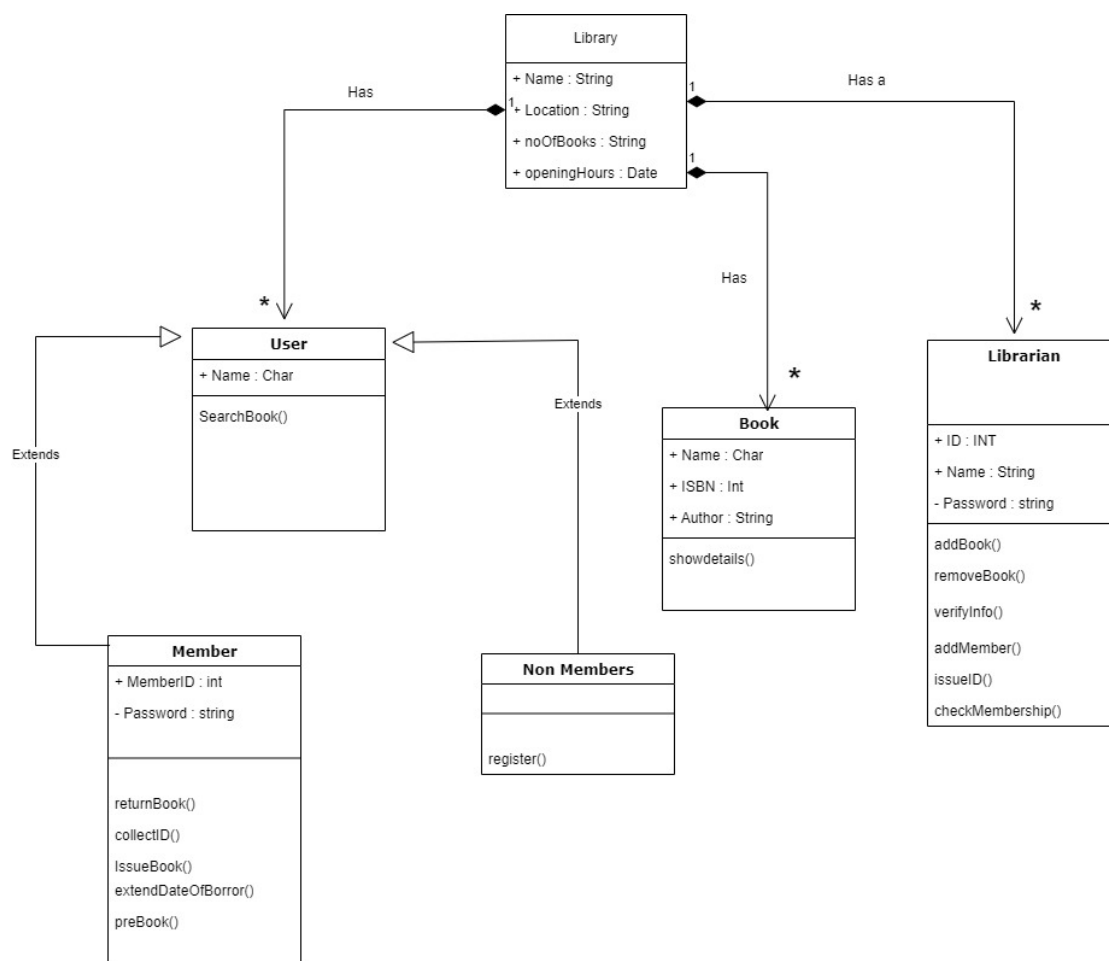 Library
+ Name : String
+ Location : String
+ noOfBooks : String
+ openingHours : Date
1
1
1
Has
Has a
Has
*
*
*
User
+ Name : Char
SearchBook()
Extends
Extends
Book
+ Name : Char
+ ISBN : Int
+ Author : String
showdetails()
Librarian
+ ID : INT
+ Name : String
- Password : string
addBook()
removeBook()
verifyInfo()
addMember()
issueID()
checkMembership()
Member
+ MemberID : int
- Password : string
returnBook()
collectID()
IssueBook()
extendDateOfBorror()
preBook()
Non Members
register()